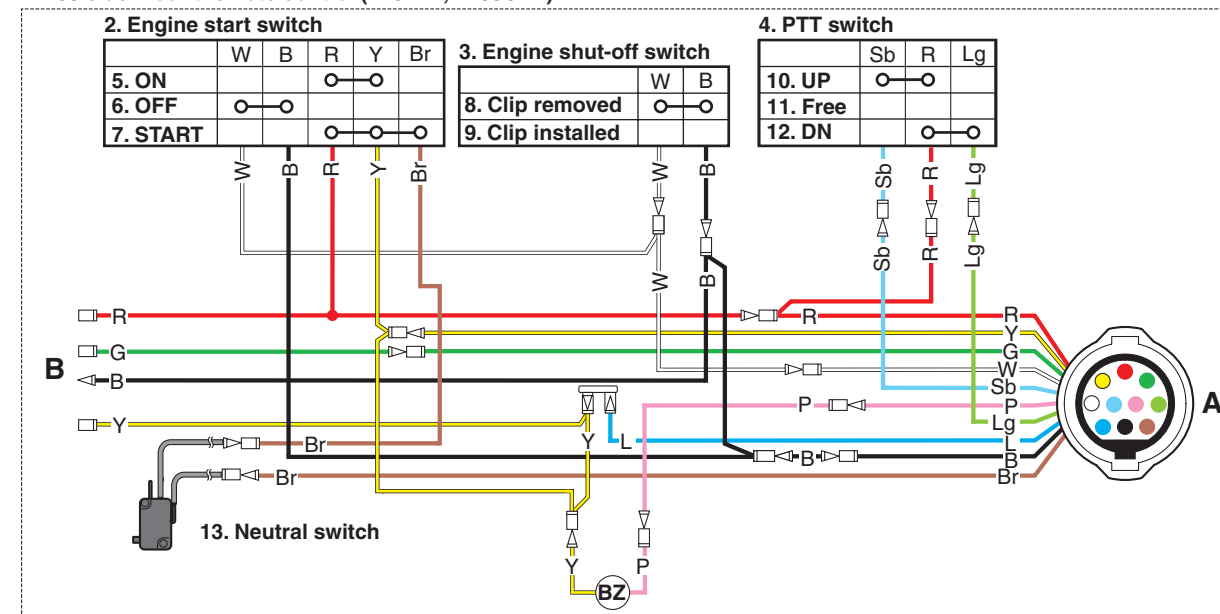 2. Engine start switch
W B R Y Br
5. ON
6. OFF
7. START
3. Engine shut-off switch
W B
8. Clip removed
9. Clip installed
4. PTT switch
Sb R Lg
10. UP
11. Free
12. DN
W B R Y Br
W B
Sb R Lg
Sb R Lg
W B
R R R
Y
G G
W
B
B
Sb
P P
Lg
A
Y
Y L L
Br
B B
Br Br
13. Neutral switch
Y P
BZ